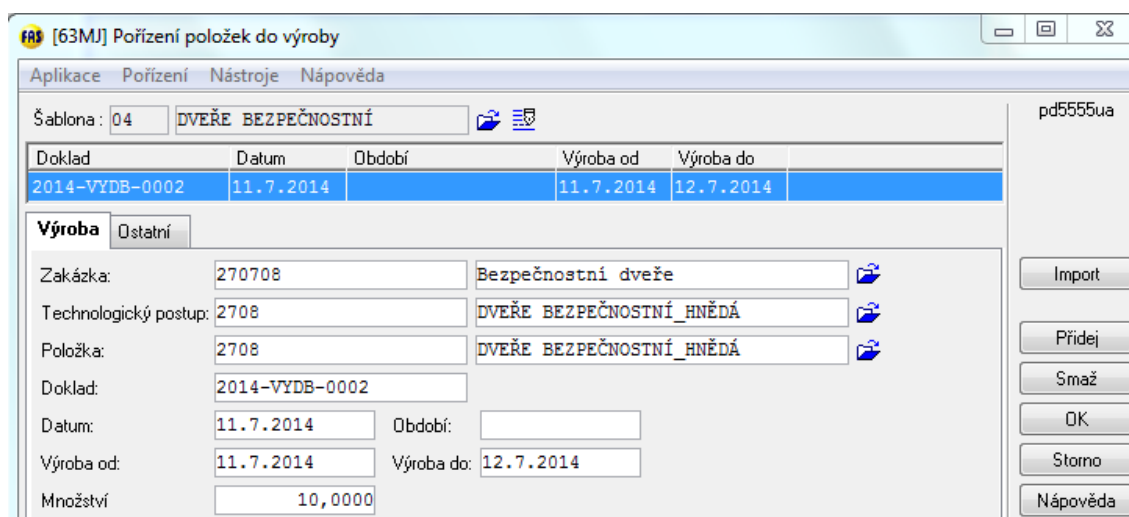 FAS [63MJ] Pořízení položek do výroby
Aplikace Pořízení Nástroje Nápověda
Šablona : 04 DVEŘE BEZPEČNOSTNÍ pd5555ua
Doklad Datum Období Výroba od Výroba do
2014-VYDB-0002 11.7.2014 11.7.2014 12.7.2014
Výroba Ostatní
Zakázka: 270708 Bezpečnostní dveře Import
Technologický postup: 2708 DVEŘE BEZPEČNOSTNÍ_HNĚDÁ
Přidej
Položka: 2708 DVEŘE BEZPEČNOSTNÍ_HNĚDÁ
Doklad: 2014-VYDB-0002 Smaž
Datum: 11.7.2014 Období: OK
Výroba od: 11.7.2014 Výroba do: 12.7.2014 Storno
Množství 10,0000 Nápověda